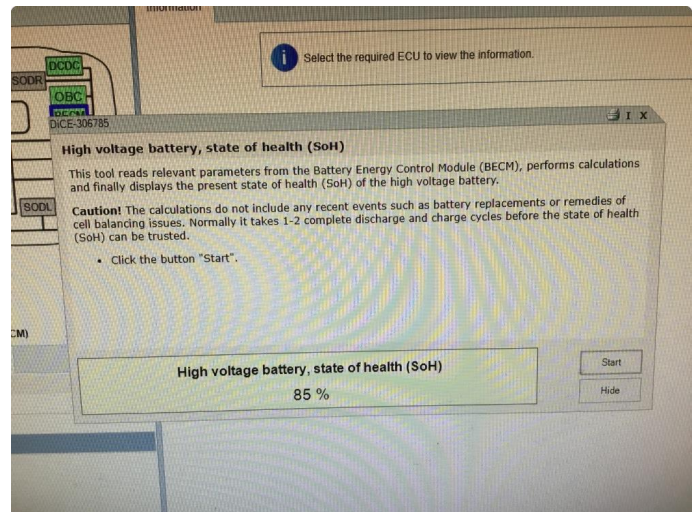 Information
Select the required ECU to view the information.
DCDC
SODR
OBC
BECM
DiCE-306785
I X
High voltage battery, state of health (SoH)
This tool reads relevant parameters from the Battery Energy Control Module (BECM), performs calculations
and finally displays the present state of health (SoH) of the high voltage battery.
Caution! The calculations do not include any recent events such as battery replacements or remedies of
cell balancing issues. Normally it takes 1-2 complete discharge and charge cycles before the state of health
(SoH) can be trusted.
SODL
• Click the button "Start".
CM)
High voltage battery, state of health (SoH)
85 %
Start
Hide